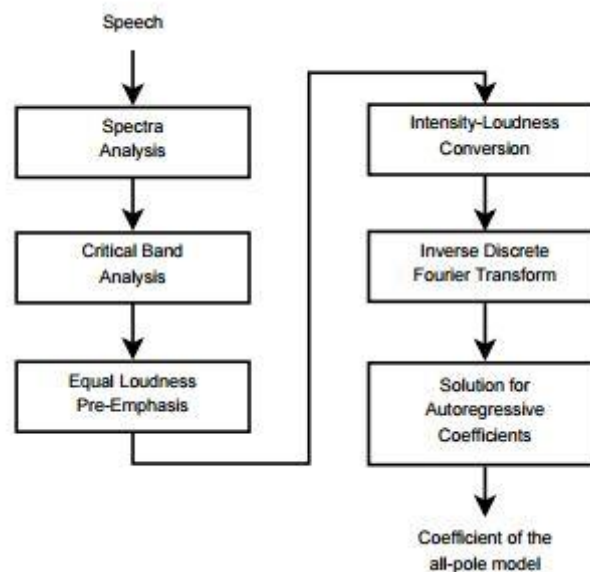 Speech
Spectra
Analysis
Critical Band
Analysis
Equal Loudness
Pre-Emphasis
Intensity-Loudness
Conversion
Inverse Discrete
Fourier Transform
Solution for
Autoregressive
Coefficients
Coefficient of the
all-pole model